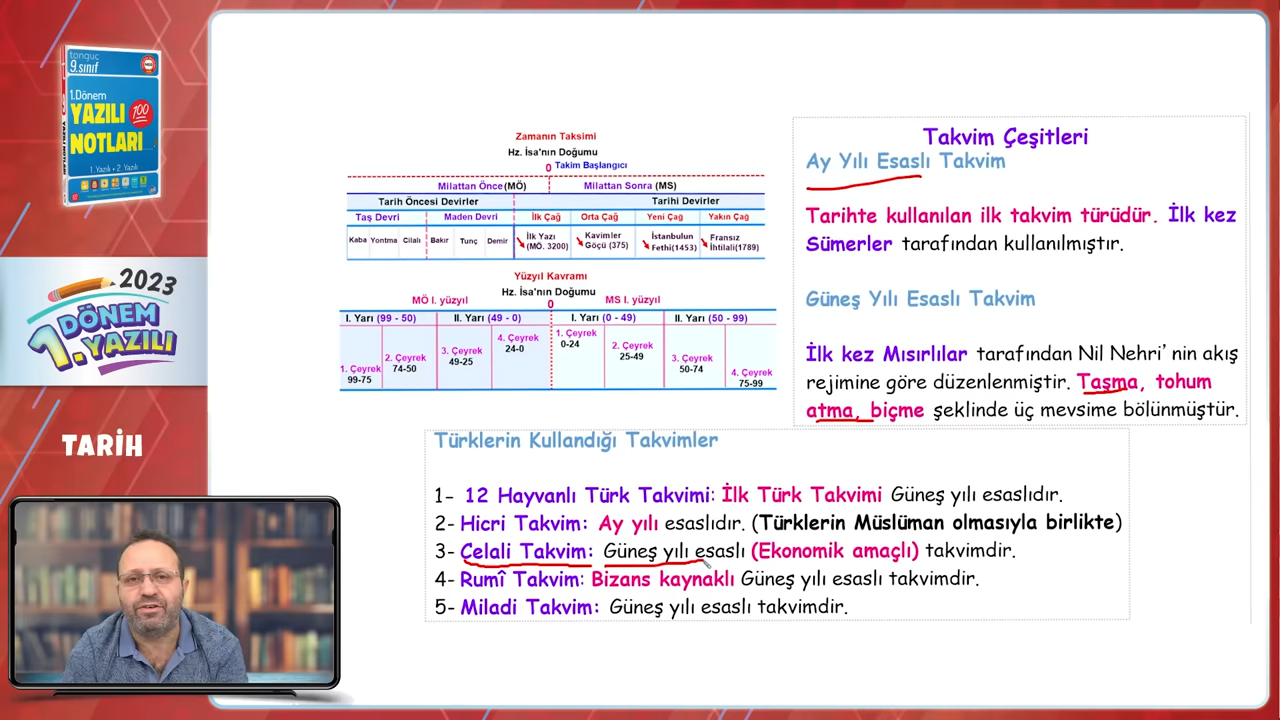 tonguç
9.sınıf
1.Dönem
YAZILI
100
NOTLARI
1. Yazılı • 2. Yazılı
YAZILI NOTLARI
2023
1. DÖNEM
YAZILI
TARİH
Zamanın Taksimi
Hz. İsa'nın Doğumu
0 Takim Başlangıcı
Milattan Önce(MÖ) Milattan Sonra (MS)
Tarih Öncesi Devirler Tarihi Devirler
Taş Devri Maden Devri İlk Çağ Orta Çağ Yeni Çağ Yakın Çağ
Kaba Yontma Cilalı Bakır Tunç Demir İlk Yazı (MÖ. 3200) Kavimler Göçü (375) İstanbulun Fethi(1453) Fransız İhtilali(1789)
Yüzyıl Kavramı
Hz. İsa'nın Doğumu
MÖ I. yüzyıl 0 MS I. yüzyıl
I. Yarı (99 - 50) II. Yarı (49 - 0) I. Yarı (0 - 49) II. Yarı (50 - 99)
1. Çeyrek 99-75
2. Çeyrek 74-50
3. Çeyrek 49-25
4. Çeyrek 24-0
1. Çeyrek 0-24
2. Çeyrek 25-49
3. Çeyrek 50-74
4. Çeyrek 75-99
Takvim Çeşitleri
Ay Yılı Esaslı Takvim
Tarihte kullanılan ilk takvim türüdür. İlk kez
Sümerler tarafından kullanılmıştır.
Güneş Yılı Esaslı Takvim
İlk kez Mısırlılar tarafından Nil Nehri'nin akış
rejimine göre düzenlenmiştir. Taşma, tohum
atma, biçme şeklinde üç mevsime bölünmüştür.
Türklerin Kullandığı Takvimler
1- 12 Hayvanlı Türk Takvimi: İlk Türk Takvimi Güneş yılı esaslıdır.
2- Hicri Takvim: Ay yılı esaslıdır. (Türklerin Müslüman olmasıyla birlikte)
3- Celali Takvim: Güneş yılı esaslı (Ekonomik amaçlı) takvimdir.
4- Rumî Takvim: Bizans kaynaklı Güneş yılı esaslı takvimdir.
5- Miladi Takvim: Güneş yılı esaslı takvimdir.